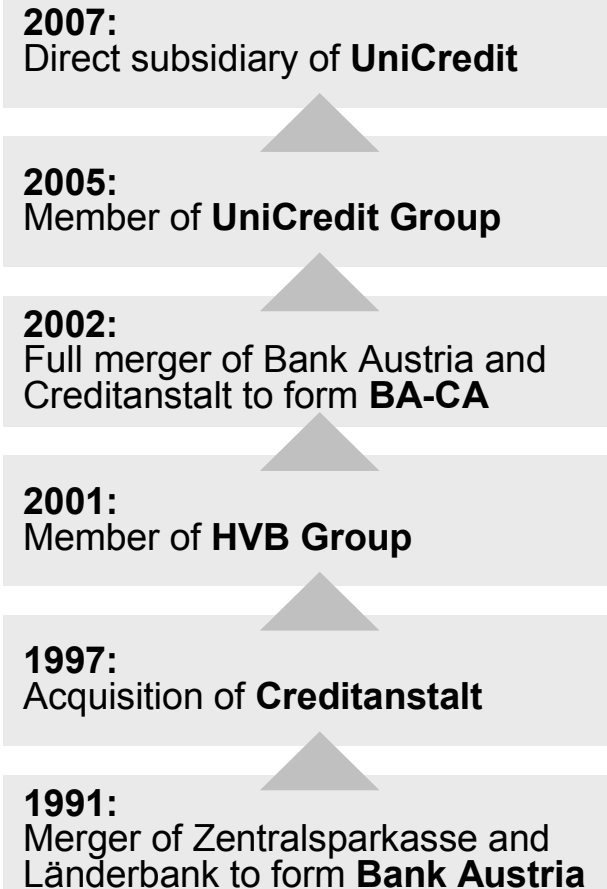 2007:
Direct subsidiary of UniCredit
2005:
Member of UniCredit Group
2002:
Full merger of Bank Austria and
Creditanstalt to form BA-CA
2001:
Member of HVB Group
1997:
Acquisition of Creditanstalt
1991:
Merger of Zentralsparkasse and
Länderbank to form Bank Austria